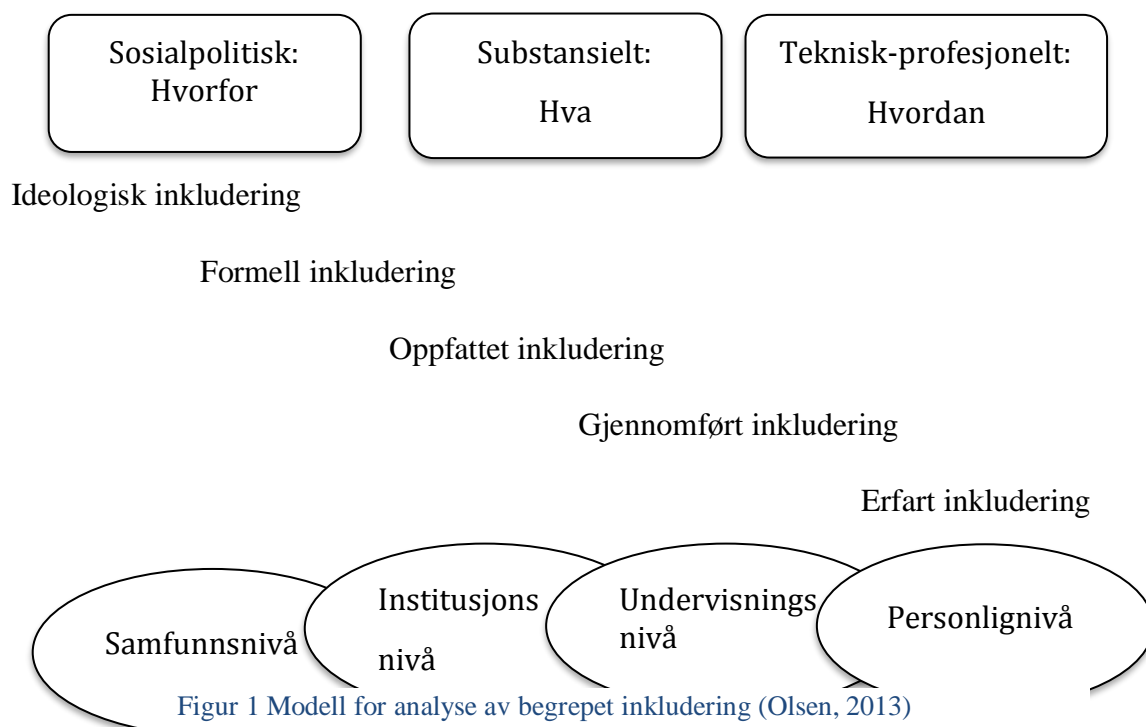 Sosialpolitisk:
Hvorfor
Substansielt:
Hva
Teknisk-profesjonelt:
Hvordan
Ideologisk inkludering
Formell inkludering
Oppfattet inkludering
Gjennomført inkludering
Erfart inkludering
Samfunnsnivå
Institusjons
nivå
Undervisnings
nivå
Personlignivå
Figur 1 Modell for analyse av begrepet inkludering (Olsen, 2013)